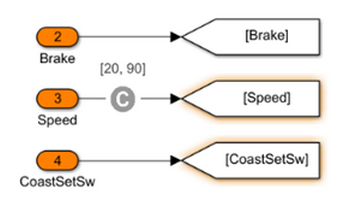 2
[Brake]
Brake
[20, 90]
3
C
[Speed]
Speed
4
[CoastSetSw]
CoastSetSw